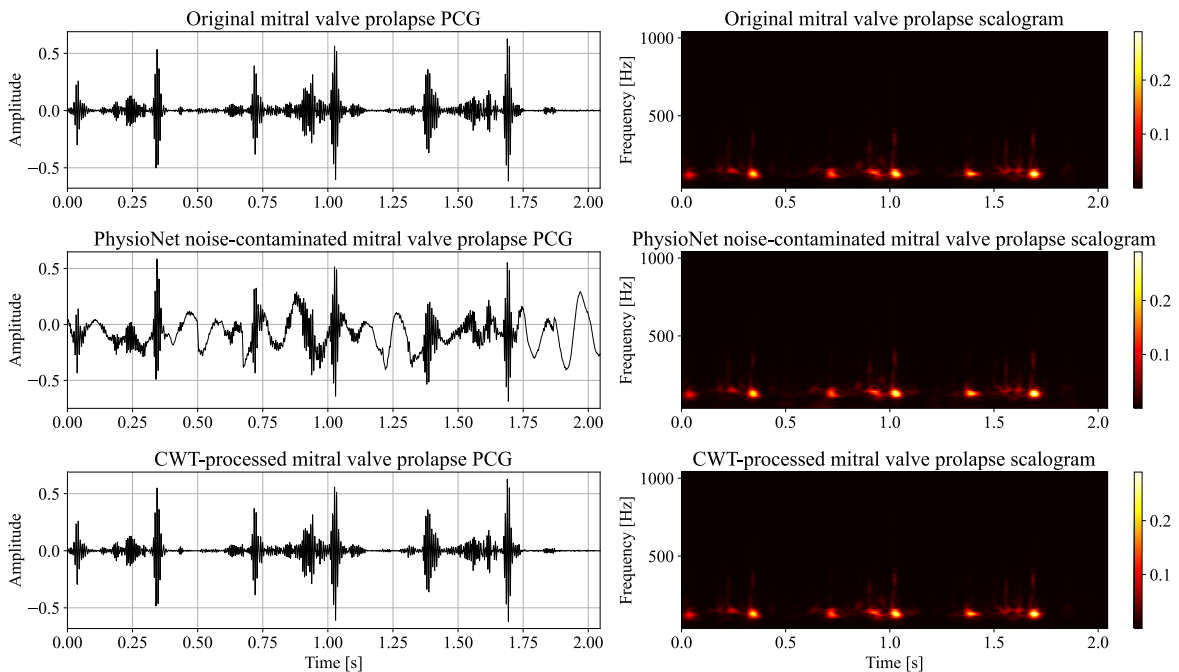 Original mitral valve prolapse PCG
Amplitude
0.5
0.0
−0.5
0.00 0.25 0.50 0.75 1.00 1.25 1.50 1.75 2.00
Original mitral valve prolapse scalogram
Frequency [Hz]
1000
500
0.0 0.5 1.0 1.5 2.0
0.2
0.1
PhysioNet noise-contaminated mitral valve prolapse PCG
Amplitude
0.5
0.0
−0.5
0.00 0.25 0.50 0.75 1.00 1.25 1.50 1.75 2.00
PhysioNet noise-contaminated mitral valve prolapse scalogram
Frequency [Hz]
1000
500
0.0 0.5 1.0 1.5 2.0
0.2
0.1
CWT-processed mitral valve prolapse PCG
Amplitude
0.5
0.0
−0.5
0.00 0.25 0.50 0.75 1.00 1.25 1.50 1.75 2.00
Time [s]
CWT-processed mitral valve prolapse scalogram
Frequency [Hz]
1000
500
0.0 0.5 1.0 1.5 2.0
Time [s]
0.2
0.1